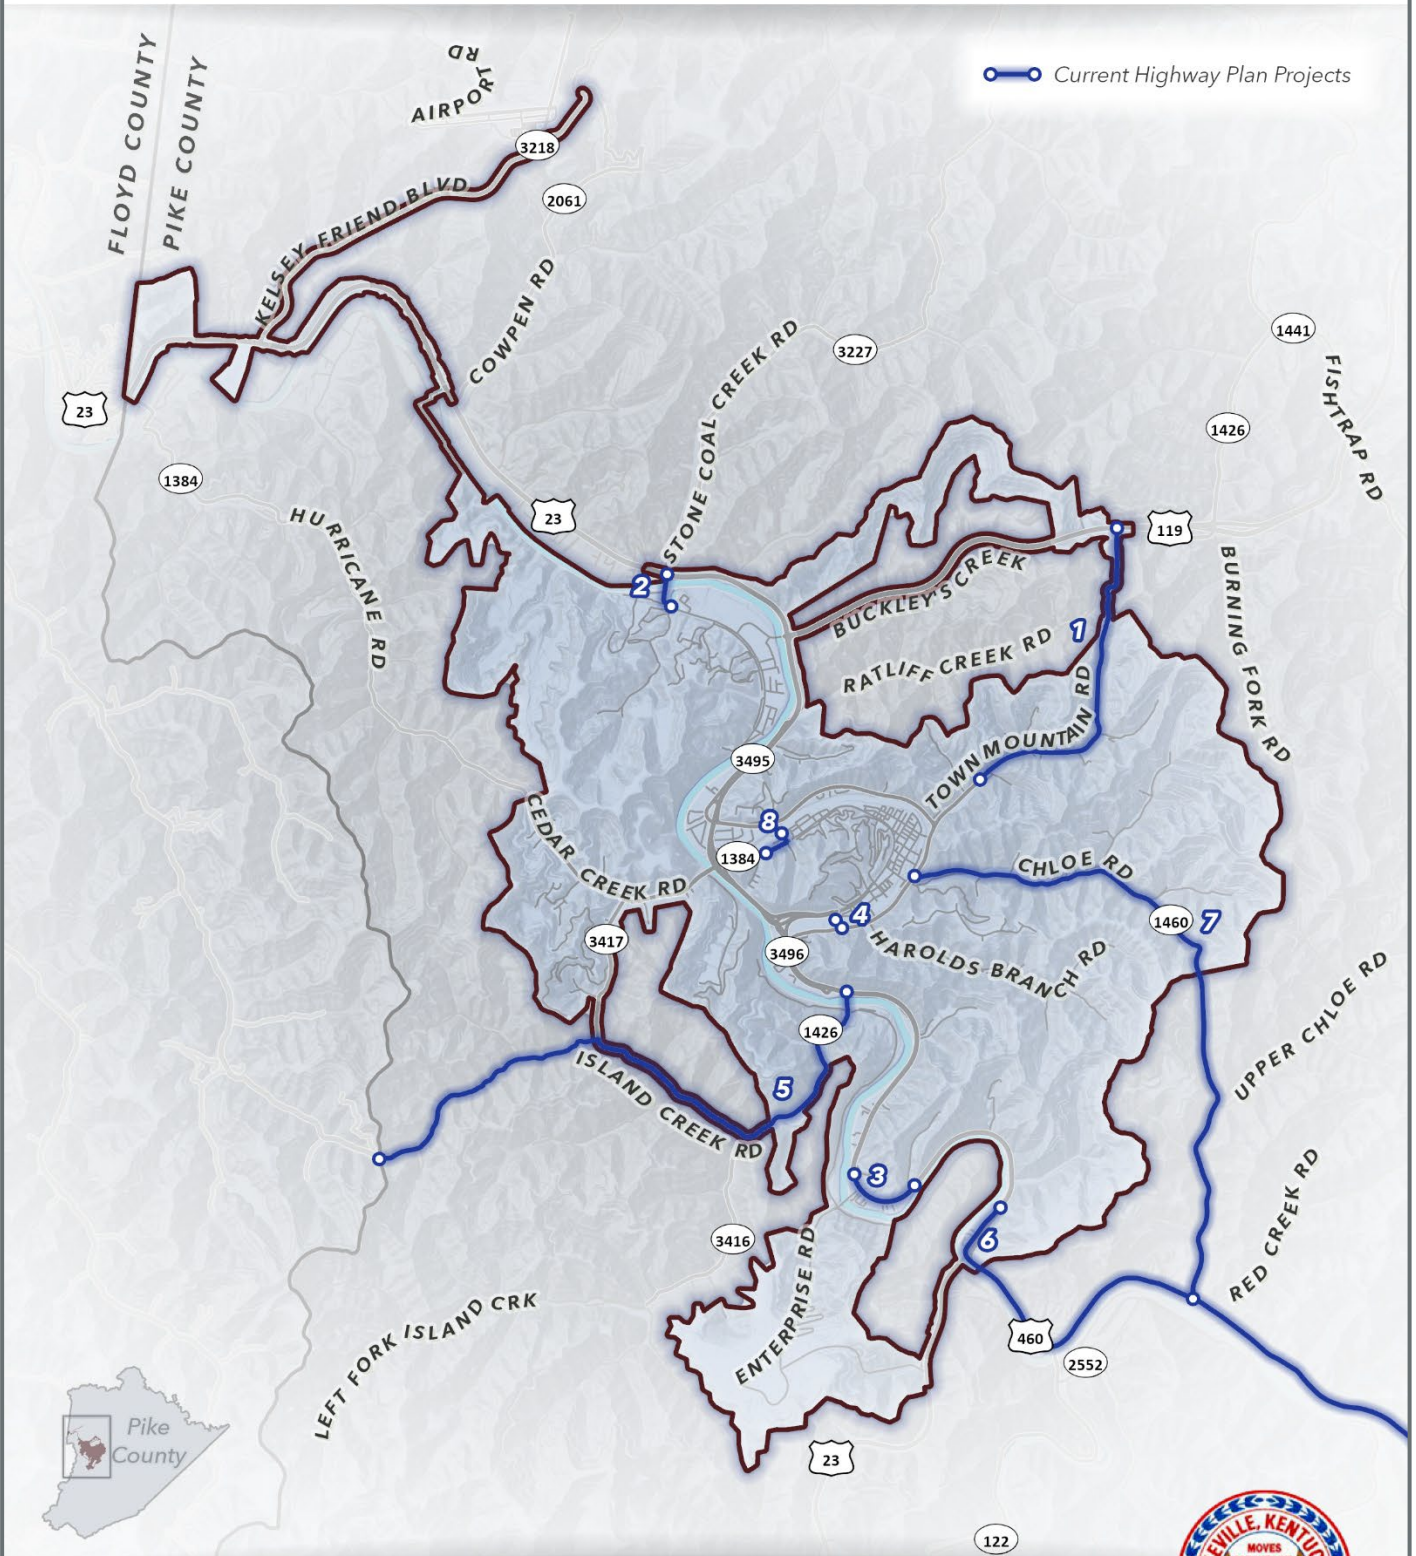 FLOYD COUNTY
PIKE COUNTY
AIRPORT RD
Current Highway Plan Projects
3218
2061
KELSEY FRIEND BLVD
COWPEN RD
STONE COAL CREEK RD
3227
1441
FISHTRAP RD
23
1426
1384
HURRICANE RD
23
119
2
BUCKLEY'S CREEK
BURNING FORK RD
RATLIFF CREEK RD
1
TOWN MOUNTAIN RD
3495
CEDAR CREEK RD
8
1384
CHLOE RD
1460
7
4
3417
3496
HAROLDS BRANCH RD
UPPER CHLOE RD
1426
ISLAND CREEK RD
5
3
RED CREEK RD
3416
6
ENTERPRISE RD
LEFT FORK ISLAND CRK
460
2552
Pike
County
23
122
EVILLE, KENTUC
MOVES